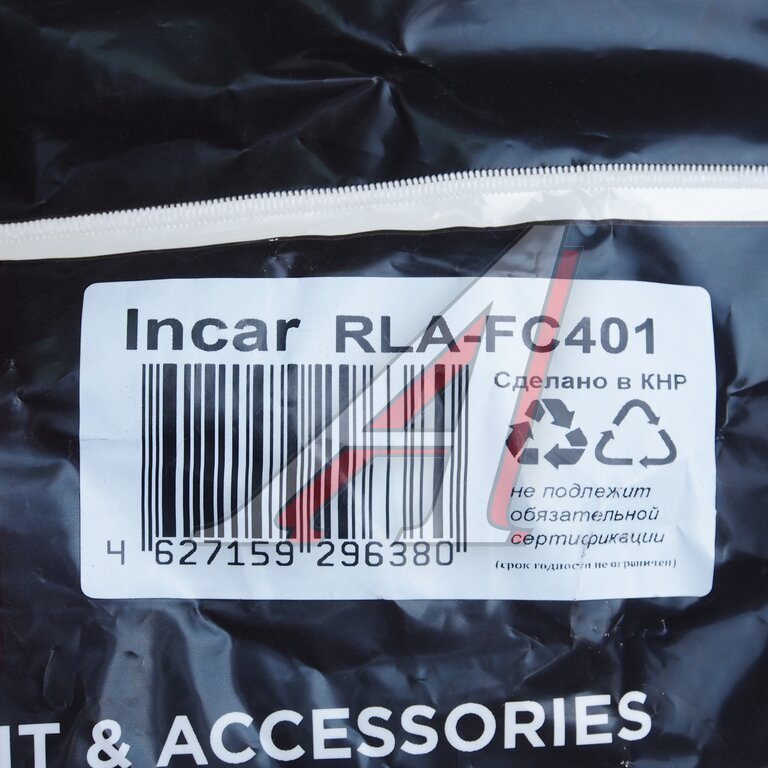 Incar RLA-FC401
Сделано в КНР
не подлежит
обязательной
сертификации
(срок годности не ограничен)
4 627159 296380
IT & ACCESSORIES